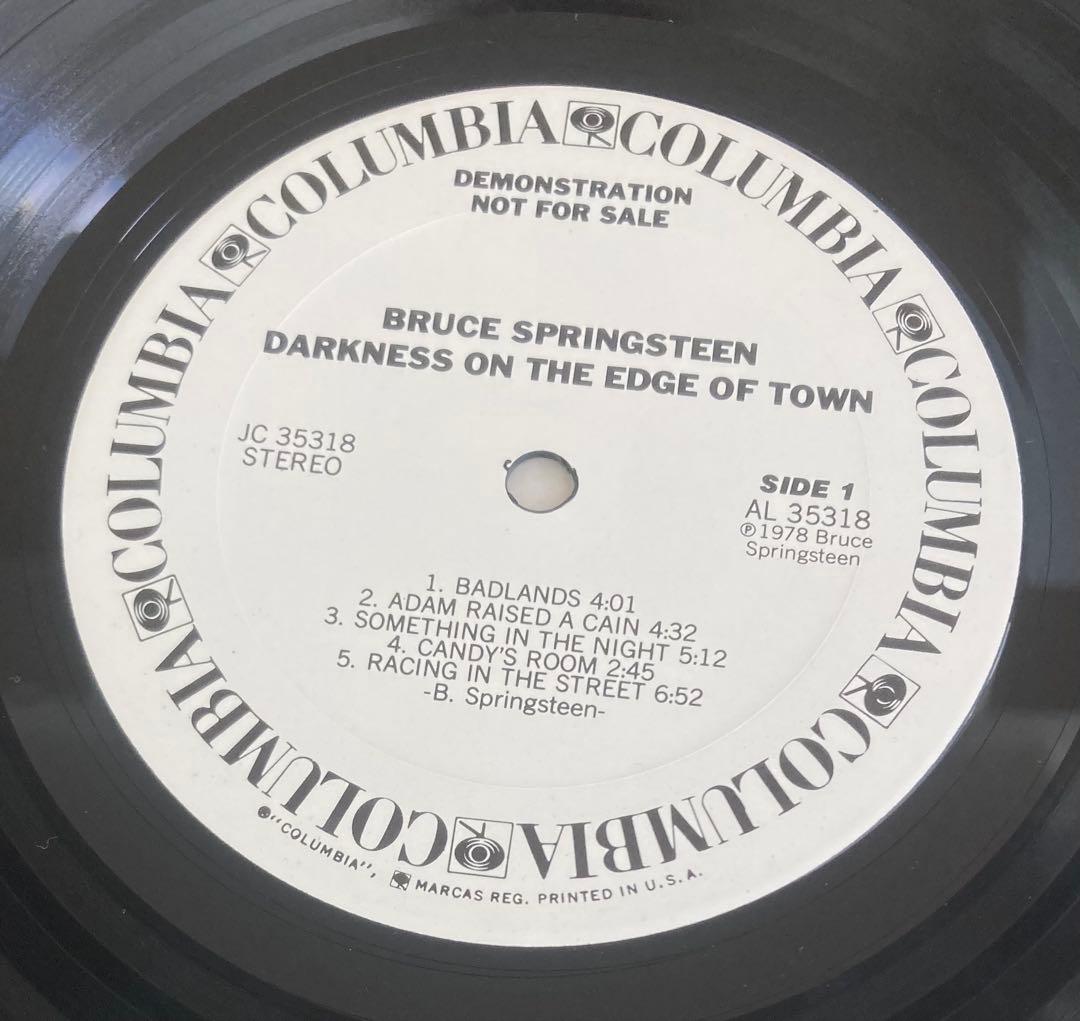 COLUMBIA COLUMBIA COLUMBIA COLUMBIA COLUMBIA COLUMBIA
DEMONSTRATION
NOT FOR SALE
BRUCE SPRINGSTEEN
DARKNESS ON THE EDGE OF TOWN
JC 35318
STEREO
SIDE 1
AL 35318
℗1978 Bruce
Springsteen
1. BADLANDS 4:01
2. ADAM RAISED A CAIN 4:32
3. SOMETHING IN THE NIGHT 5:12
4. CANDY'S ROOM 2:45
5. RACING IN THE STREET 6:52
-B. Springsteen-
"COLUMBIA", MARCAS REG. PRINTED IN U.S.A.